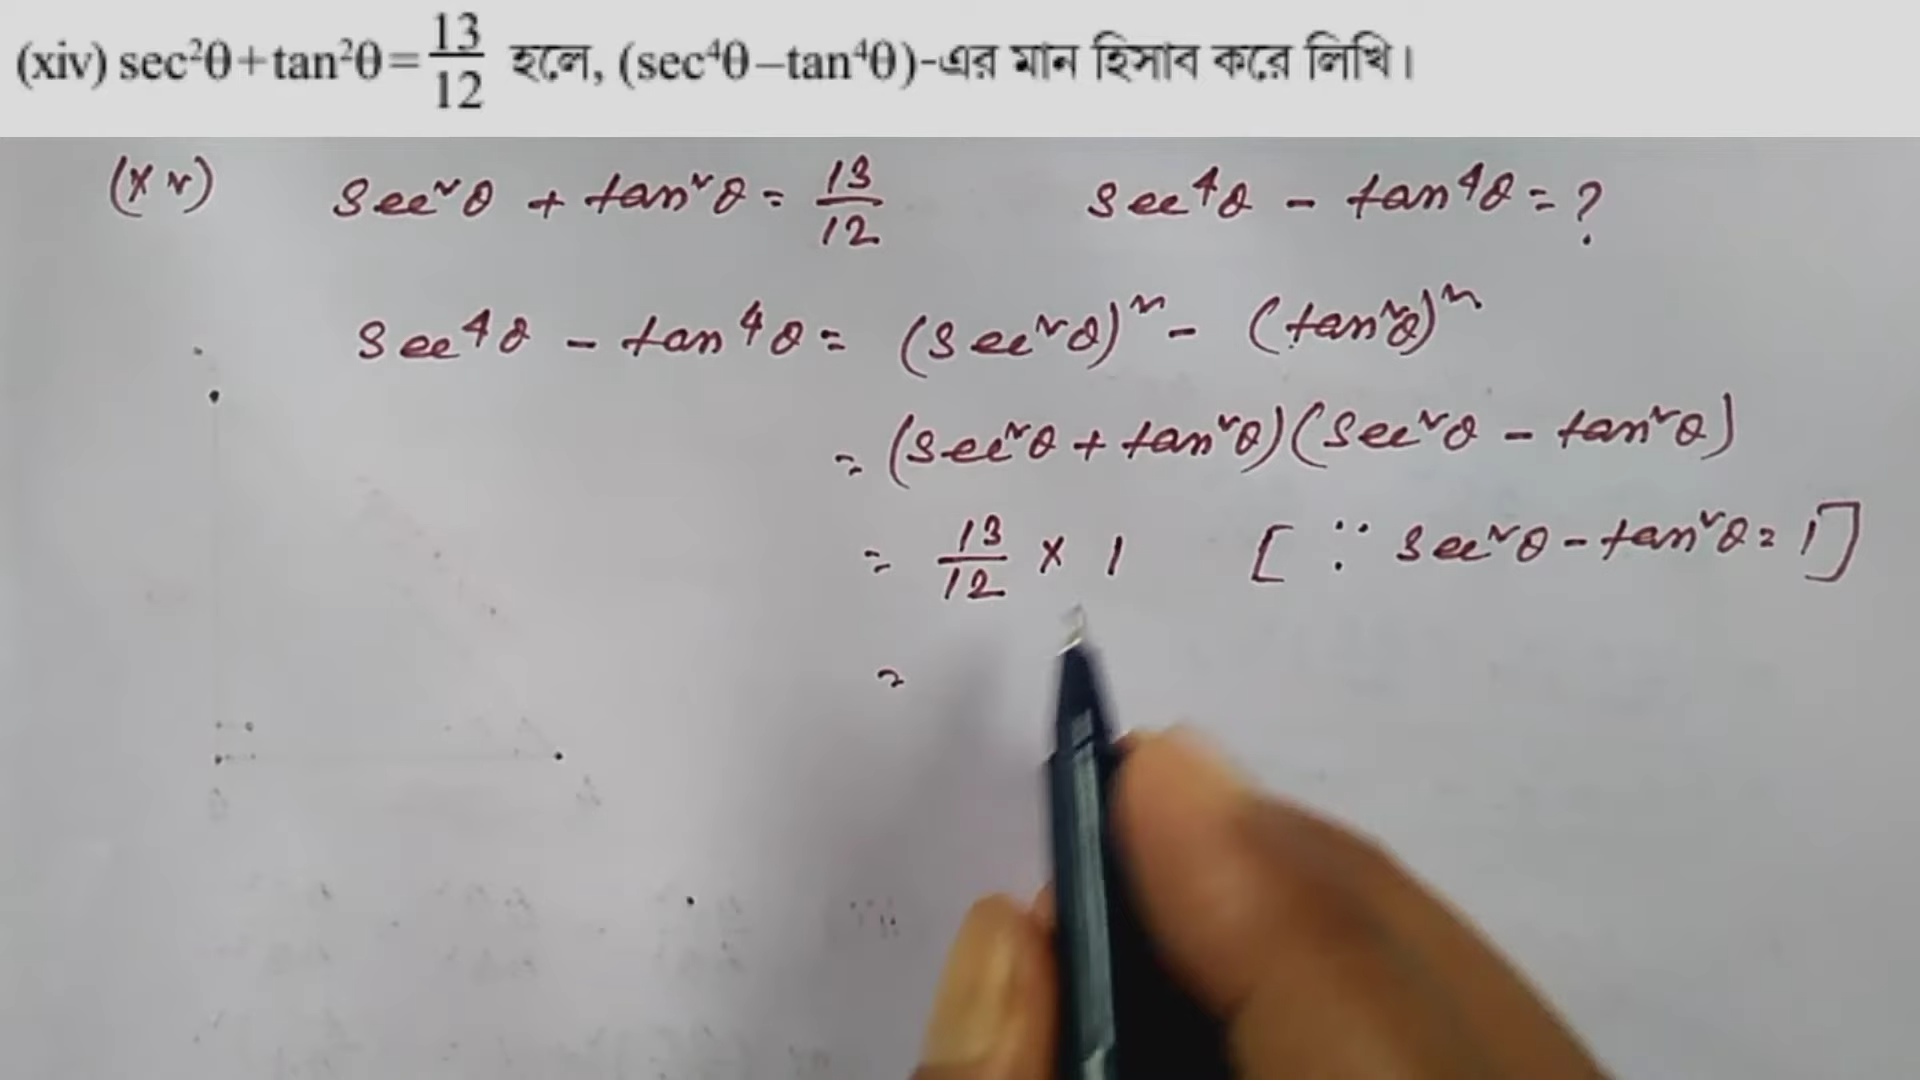 (xiv) sec²θ+tan²θ=13/12 হলে, (sec⁴θ–tan⁴θ)-এর মান হিসাব করে লিখি।
sec²θ + tan²θ = 13/12 sec⁴θ - tan⁴θ = ?
sec⁴θ - tan⁴θ = (sec²θ)² - (tan²θ)²
= (sec²θ + tan²θ)(sec²θ - tan²θ)
= 13/12 × 1 [∵ sec²θ - tan²θ = 1]
=